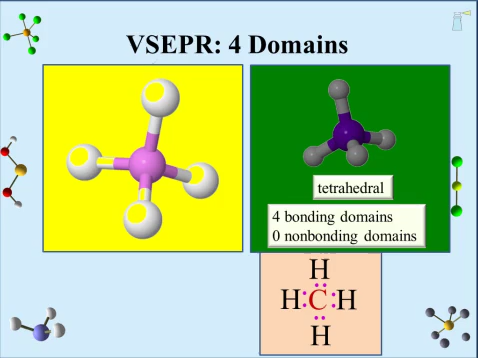 VSEPR: 4 Domains
tetrahedral
4 bonding domains
0 nonbonding domains
H
H:C:H
H